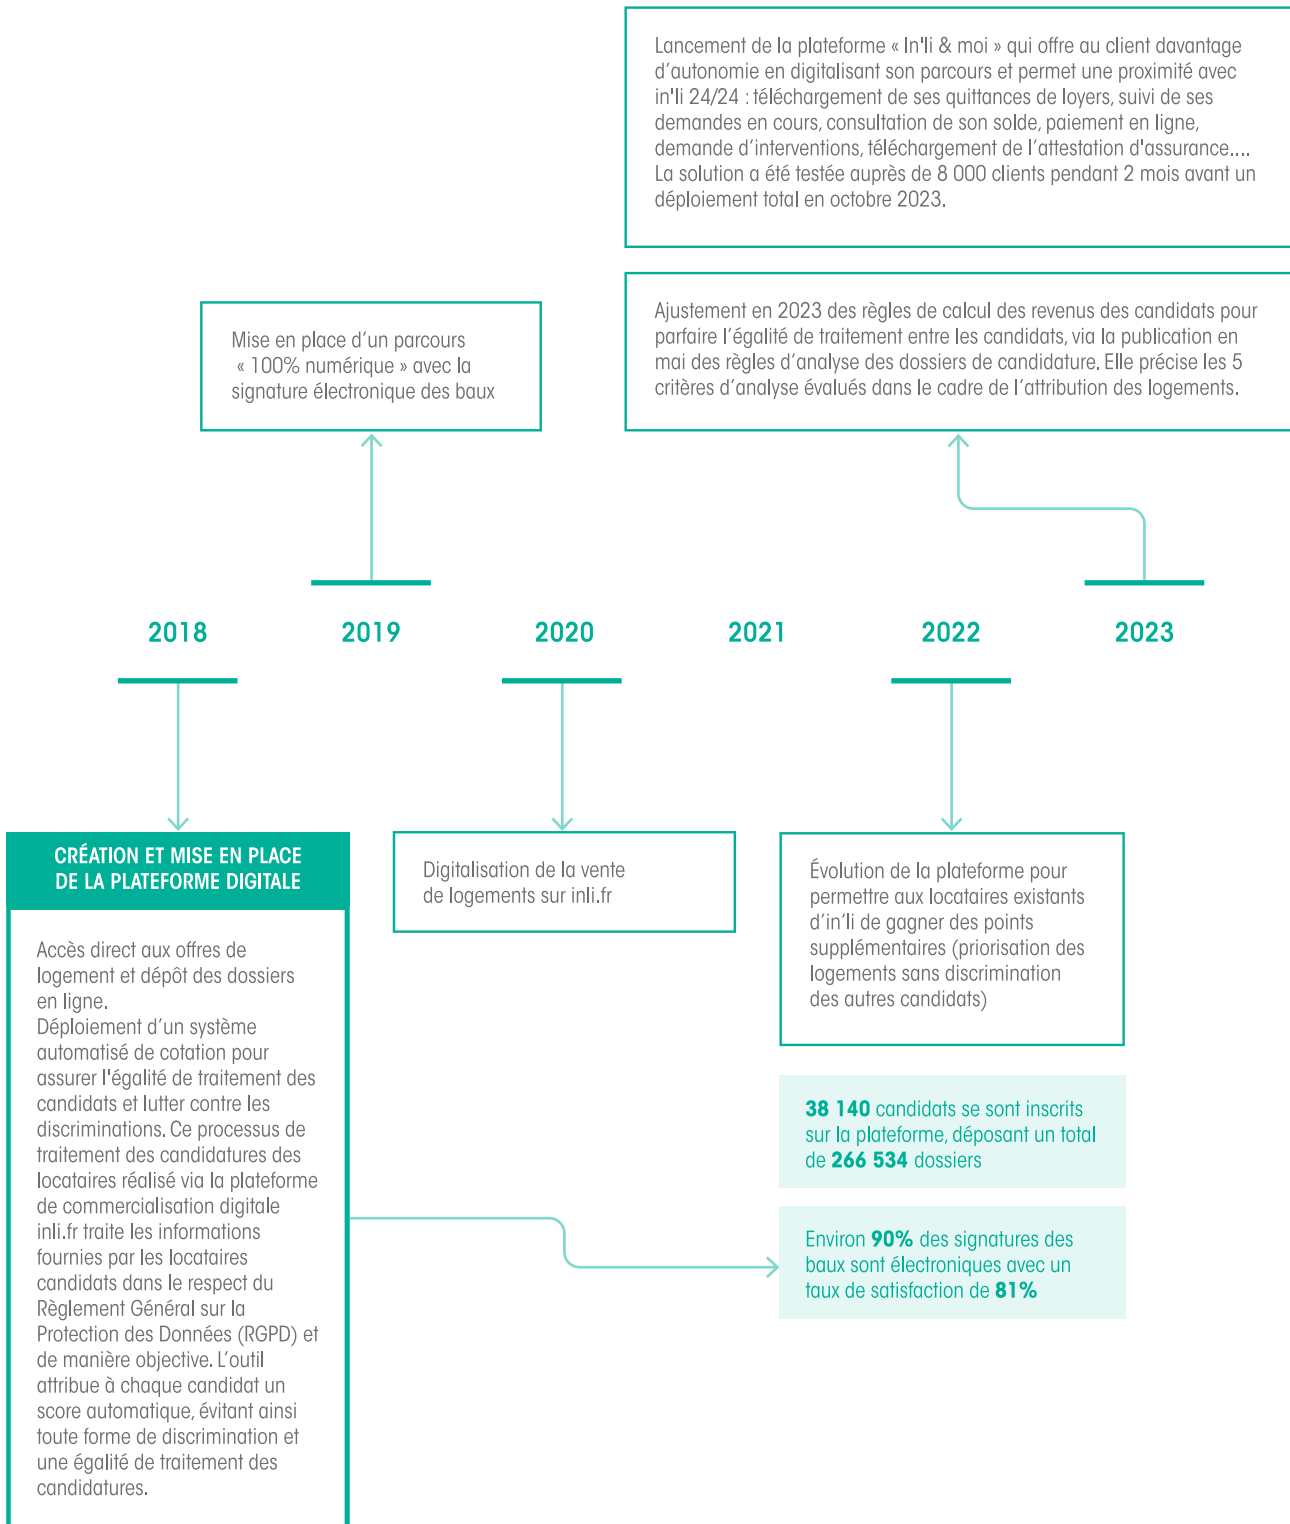 Lancement de la plateforme « In'li & moi » qui offre au client davantage
d’autonomie en digitalisant son parcours et permet une proximité avec
in'li 24/24 : téléchargement de ses quittances de loyers, suivi de ses
demandes en cours, consultation de son solde, paiement en ligne,
demande d’interventions, téléchargement de l’attestation d'assurance....
La solution a été testée auprès de 8 000 clients pendant 2 mois avant un
déploiement total en octobre 2023.
Mise en place d’un parcours
« 100% numérique » avec la
signature électronique des baux
Ajustement en 2023 des règles de calcul des revenus des candidats pour
parfaire l’égalité de traitement entre les candidats, via la publication en
mai des règles d’analyse des dossiers de candidature. Elle précise les 5
critères d’analyse évalués dans le cadre de l’attribution des logements.
2018
2019
2020
2021
2022
2023
CRÉATION ET MISE EN PLACE
DE LA PLATEFORME DIGITALE
Accès direct aux offres de
logement et dépôt des dossiers
en ligne.
Déploiement d’un système
automatisé de cotation pour
assurer l'égalité de traitement des
candidats et lutter contre les
discriminations. Ce processus de
traitement des candidatures des
locataires réalisé via la plateforme
de commercialisation digitale
inli.fr traite les informations
fournies par les locataires
candidats dans le respect du
Règlement Général sur la
Protection des Données (RGPD) et
de manière objective. L’outil
attribue à chaque candidat un
score automatique, évitant ainsi
toute forme de discrimination et
une égalité de traitement des
candidatures.
Digitalisation de la vente
de logements sur inli.fr
Évolution de la plateforme pour
permettre aux locataires existants
d’in’li de gagner des points
supplémentaires (priorisation des
logements sans discrimination
des autres candidats)
38 140 candidats se sont inscrits
sur la plateforme, déposant un total
de 266 534 dossiers
Environ 90% des signatures des
baux sont électroniques avec un
taux de satisfaction de 81%